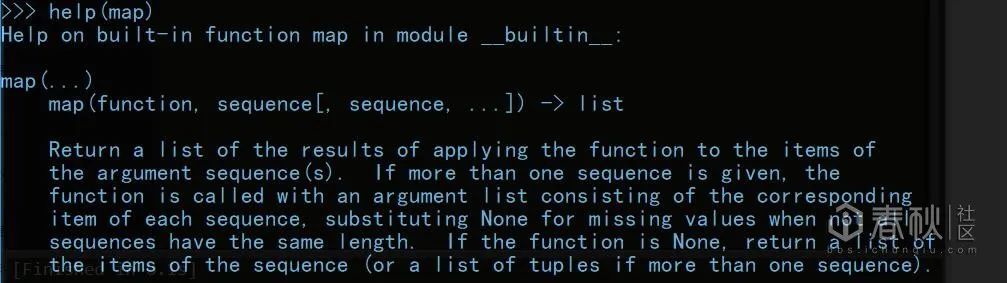 >>> help(map)
Help on built-in function map in module __builtin__:
map(...)
    map(function, sequence[, sequence, ...]) -> list
    Return a list of the results of applying the function to the items of
    the argument sequence(s).  If more than one sequence is given, the
    function is called with an argument list consisting of the corresponding
    item of each sequence, substituting None for missing values when not all
    sequences have the same length.  If the function is None, return a list of
    the items of the sequence (or a list of tuples if more than one sequence).
春秋 社区
bbs.ichunqiu.com
[Finished in